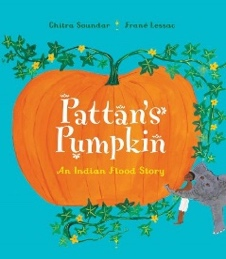 Chitra Soundar Frané Lessac
Pattan's
Pumpkin
An Indian Flood Story